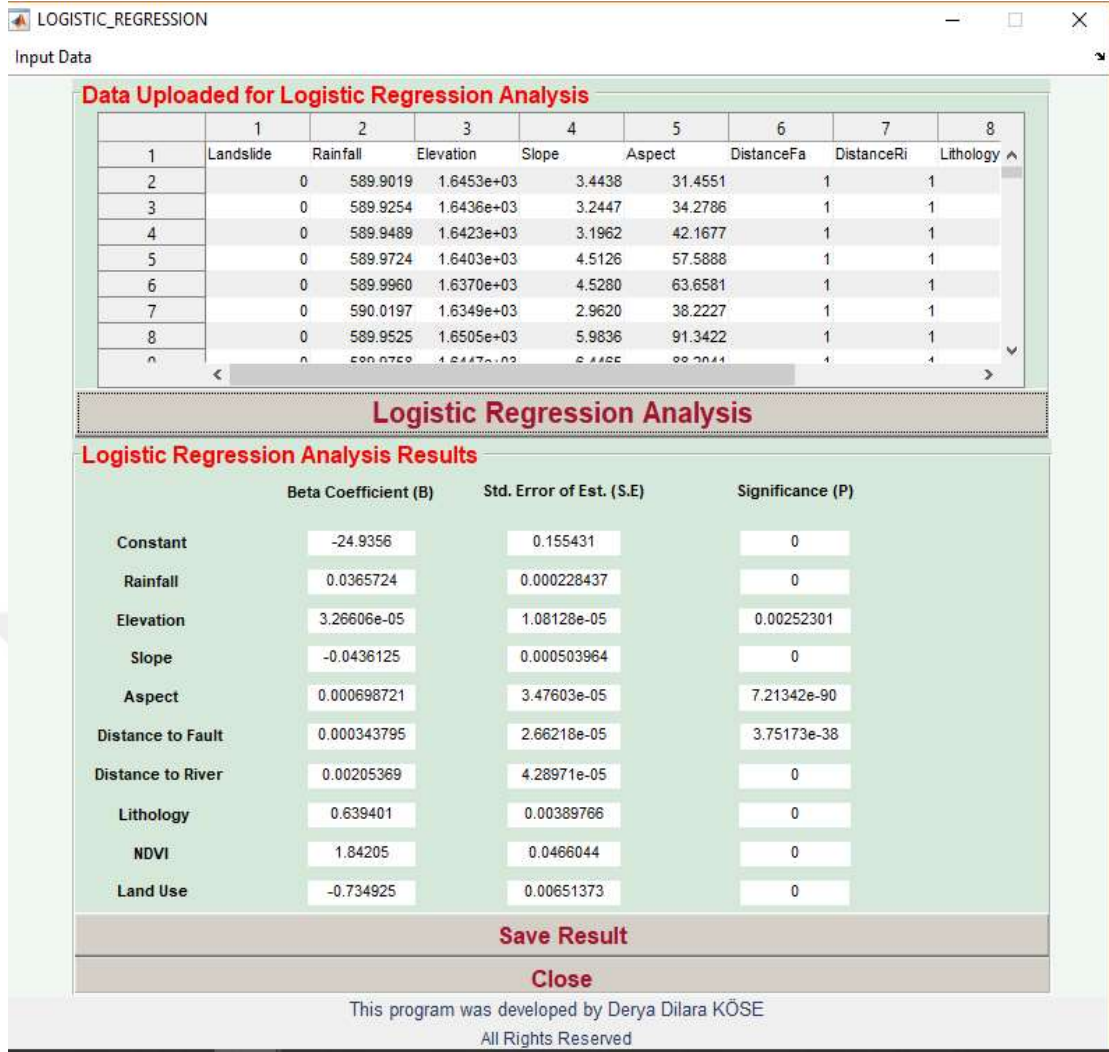 LOGISTIC_REGRESSION
Input Data
Data Uploaded for Logistic Regression Analysis
1 2 3 4 5 6 7 8
1 Landslide Rainfall Elevation Slope Aspect DistanceFa DistanceRi Lithology
2 0 589.9019 1.6453e+03 3.4438 31.4551 1 1
3 0 589.9254 1.6436e+03 3.2447 34.2786 1 1
4 0 589.9489 1.6423e+03 3.1962 42.1677 1 1
5 0 589.9724 1.6403e+03 4.5126 57.5888 1 1
6 0 589.9960 1.6370e+03 4.5280 63.6581 1 1
7 0 590.0197 1.6349e+03 2.9620 38.2227 1 1
8 0 589.9525 1.6505e+03 5.9836 91.3422 1 1
Logistic Regression Analysis
Logistic Regression Analysis Results
Beta Coefficient (B) Std. Error of Est. (S.E) Significance (P)
Constant -24.9356 0.155431 0
Rainfall 0.0365724 0.000228437 0
Elevation 3.26606e-05 1.08128e-05 0.00252301
Slope -0.0436125 0.000503964 0
Aspect 0.000698721 3.47603e-05 7.21342e-90
Distance to Fault 0.000343795 2.66218e-05 3.75173e-38
Distance to River 0.00205369 4.28971e-05 0
Lithology 0.639401 0.00389766 0
NDVI 1.84205 0.0466044 0
Land Use -0.734925 0.00651373 0
Save Result
Close
This program was developed by Derya Dilara KÖSE
All Rights Reserved